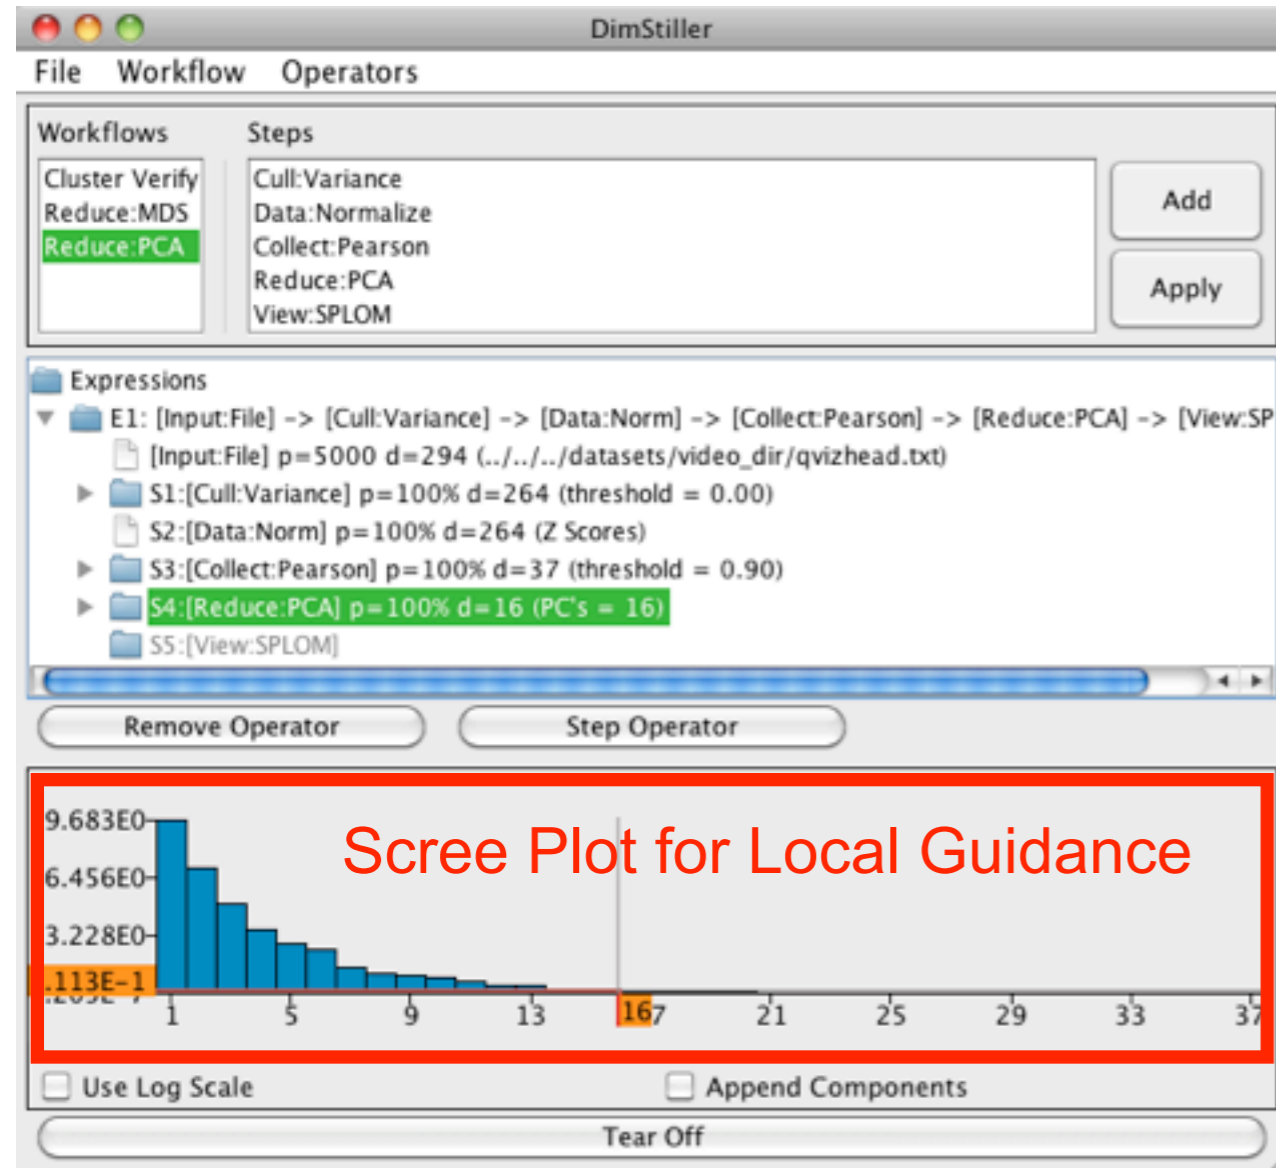 DimStiller
File Workflow Operators
Workflows Steps
Cluster Verify
Reduce:MDS
Reduce:PCA
Cull:Variance
Data:Normalize
Collect:Pearson
Reduce:PCA
View:SPLOM
Add
Apply
Expressions
E1: [Input:File] -> [Cull:Variance] -> [Data:Norm] -> [Collect:Pearson] -> [Reduce:PCA] -> [View:SP
[Input:File] p=5000 d=294 (../../../datasets/video_dir/qvizhead.txt)
S1:[Cull:Variance] p=100% d=264 (threshold = 0.00)
S2:[Data:Norm] p=100% d=264 (Z Scores)
S3:[Collect:Pearson] p=100% d=37 (threshold = 0.90)
S4:[Reduce:PCA] p=100% d=16 (PC's = 16)
S5:[View:SPLOM]
Remove Operator Step Operator
Scree Plot for Local Guidance
9.683E0
6.456E0
3.228E0
.113E-1
1 5 9 13 167 21 25 29 33 37
Use Log Scale Append Components
Tear Off